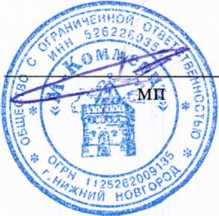 ОБЩЕСТВО С ОГРАНИЧЕННОЙ ОТВЕТСТВЕННОСТЬЮ
ИНН
МП
ОГРН 1125262009135
г.НИЖНИЙ НОВГОРОД